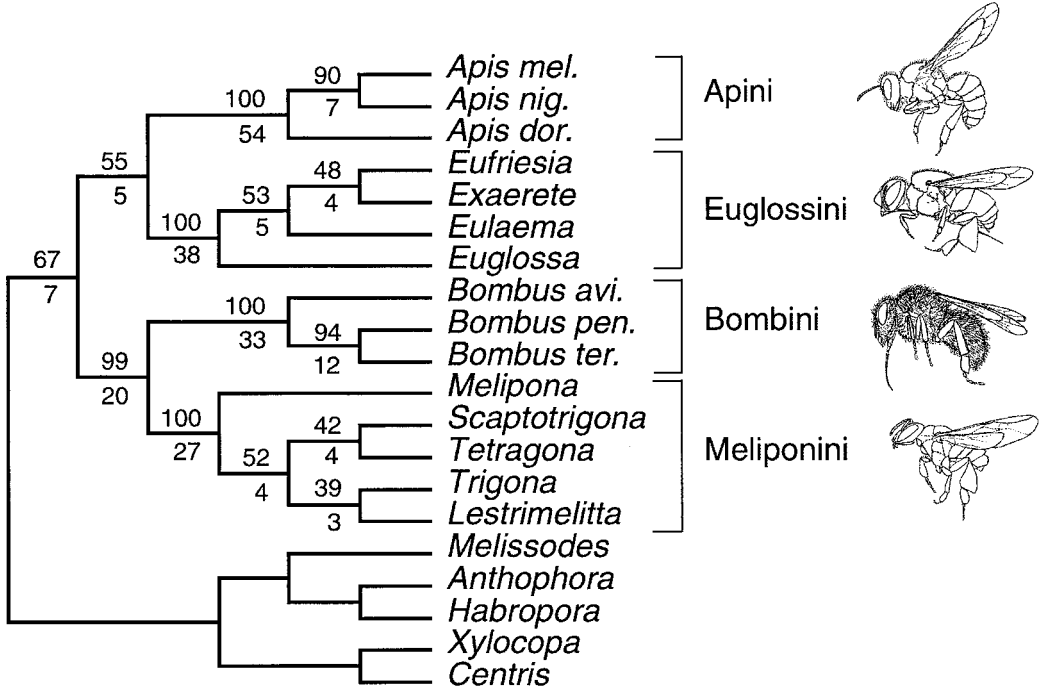 90
Apis mel.
7
Apis nig.
100
54
Apis dor.
Apini
55
5
48
Eufriesia
4
Exaerete
53
5
Eulaema
100
38
Euglossa
Euglossini
67
7
100
33
Bombus avi.
94
Bombus pen.
12
Bombus ter.
Bombini
99
20
Melipona
100
27
42
Scaptotrigona
4
Tetragona
52
4
39
Trigona
3
Lestrimelitta
Meliponini
Melissodes
Anthophora
Habropora
Xylocopa
Centris